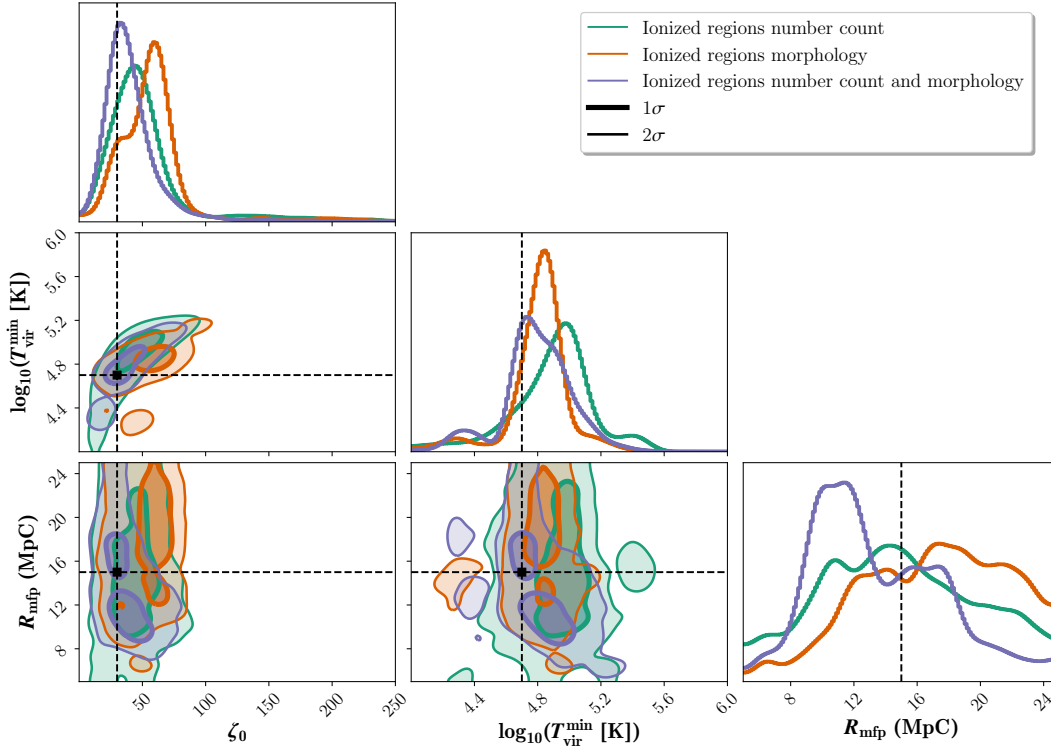 Ionized regions number count
Ionized regions morphology
Ionized regions number count and morphology
1σ
2σ
log₁₀(T_vir^min [K])
6.0
5.6
5.2
4.8
4.4
R_mfp (MpC)
24
20
16
12
8
0
50
100
150
200
250
ζ₀
4.4
4.8
5.2
5.6
6.0
log₁₀(T_vir^min [K])
8
12
16
20
24
R_mfp (MpC)